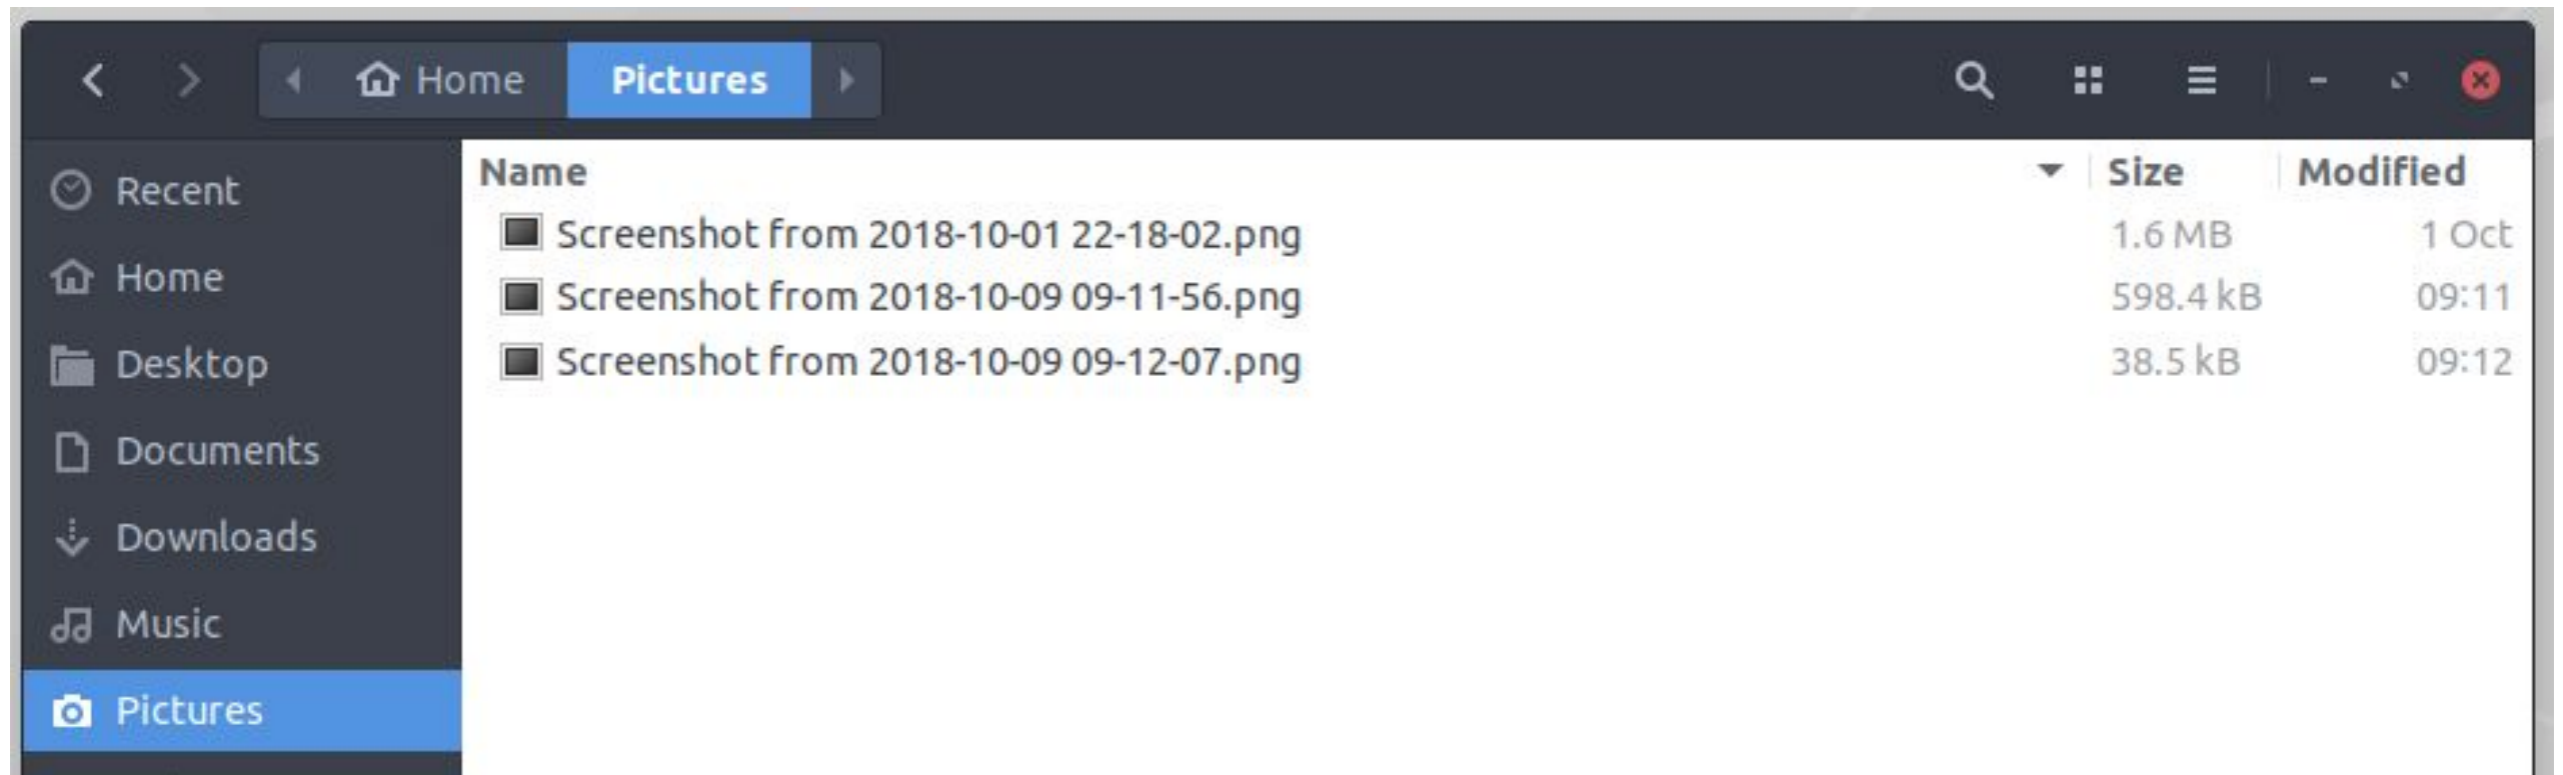 Home Pictures
Recent
Home
Desktop
Documents
Downloads
Music
Pictures
Name Size Modified
Screenshot from 2018-10-01 22-18-02.png 1.6 MB 1 Oct
Screenshot from 2018-10-09 09-11-56.png 598.4 kB 09:11
Screenshot from 2018-10-09 09-12-07.png 38.5 kB 09:12